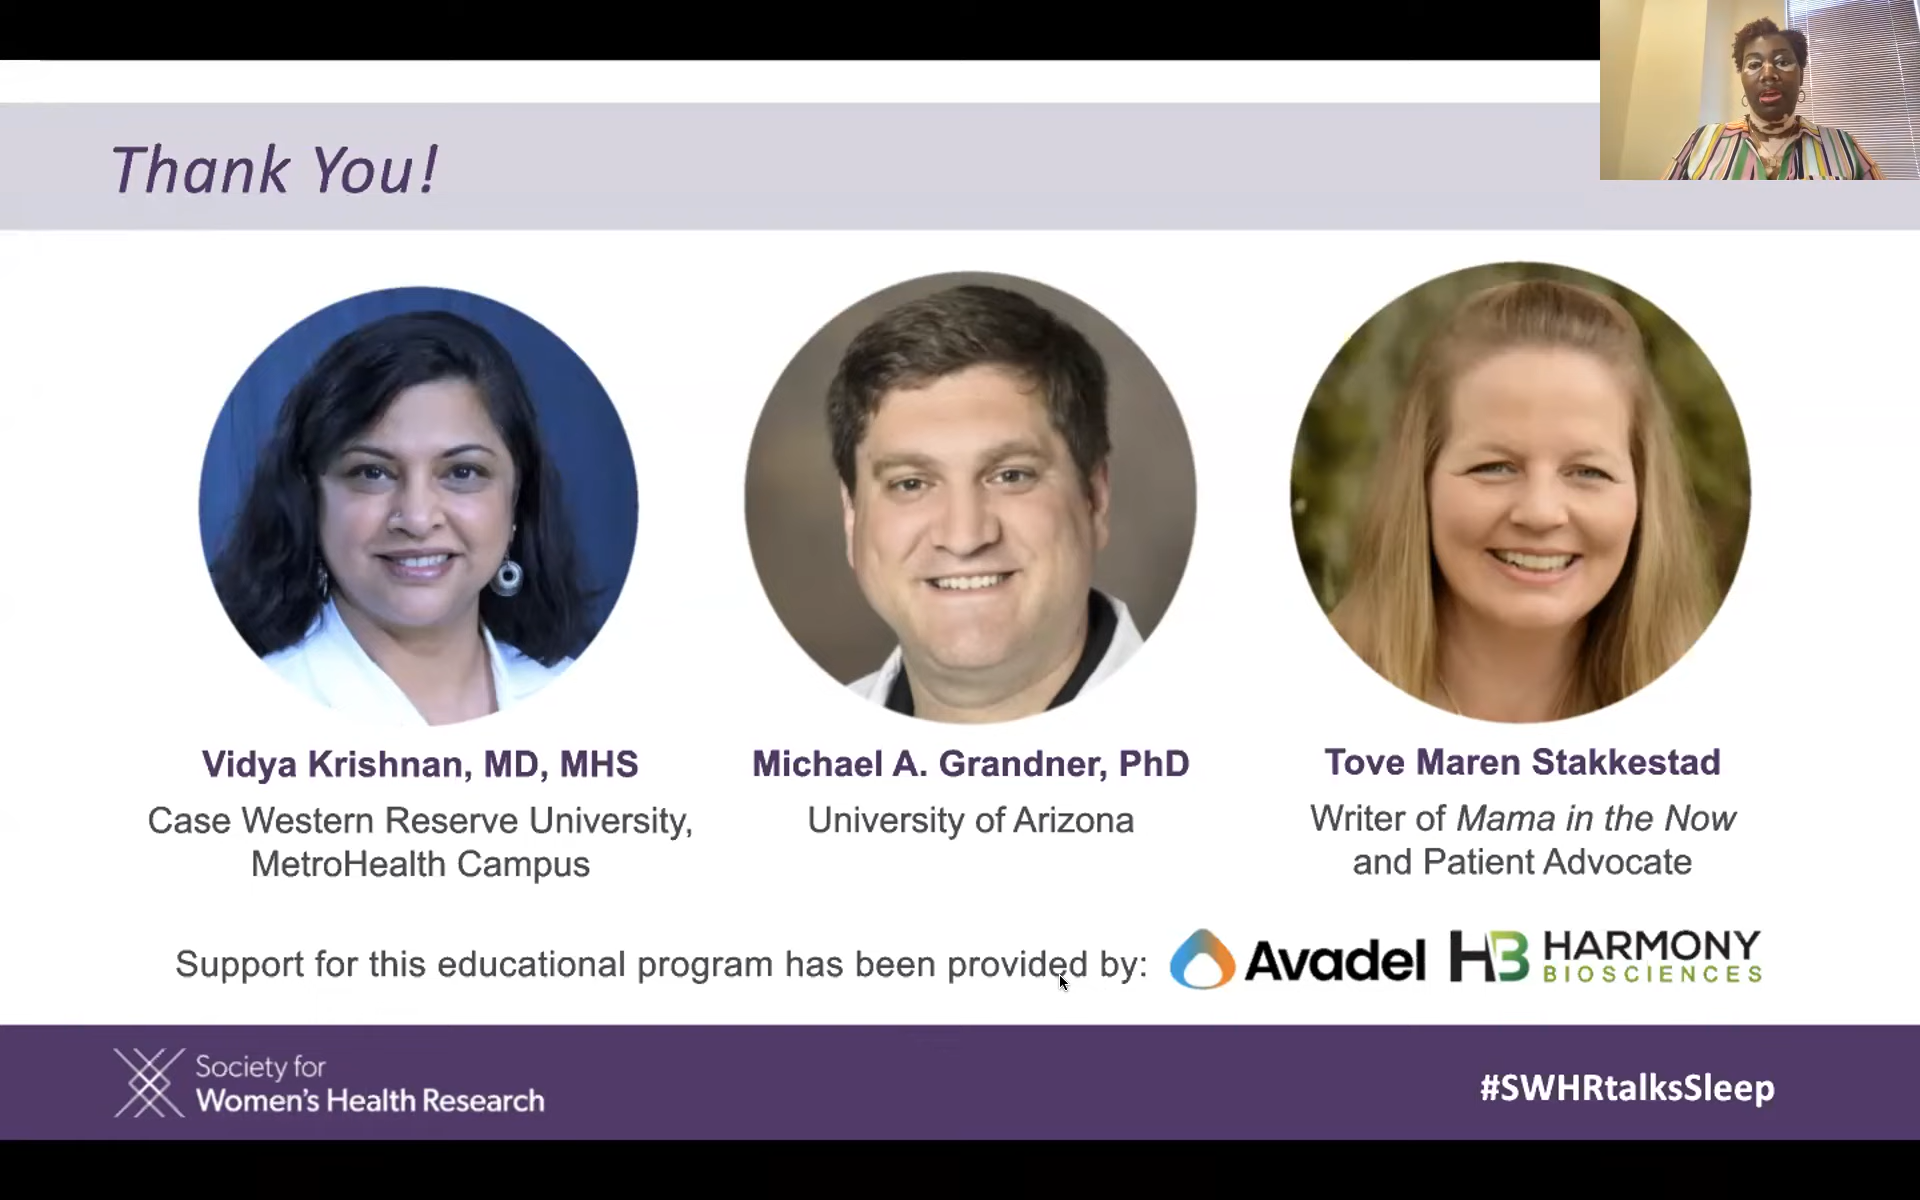 Thank You!
Vidya Krishnan, MD, MHS
Case Western Reserve University,
MetroHealth Campus
Michael A. Grandner, PhD
University of Arizona
Tove Maren Stakkestad
Writer of Mama in the Now
and Patient Advocate
Support for this educational program has been provided by:
Avadel
HB HARMONY
BIOSCIENCES
Society for
Women's Health Research
#SWHRtalksSleep